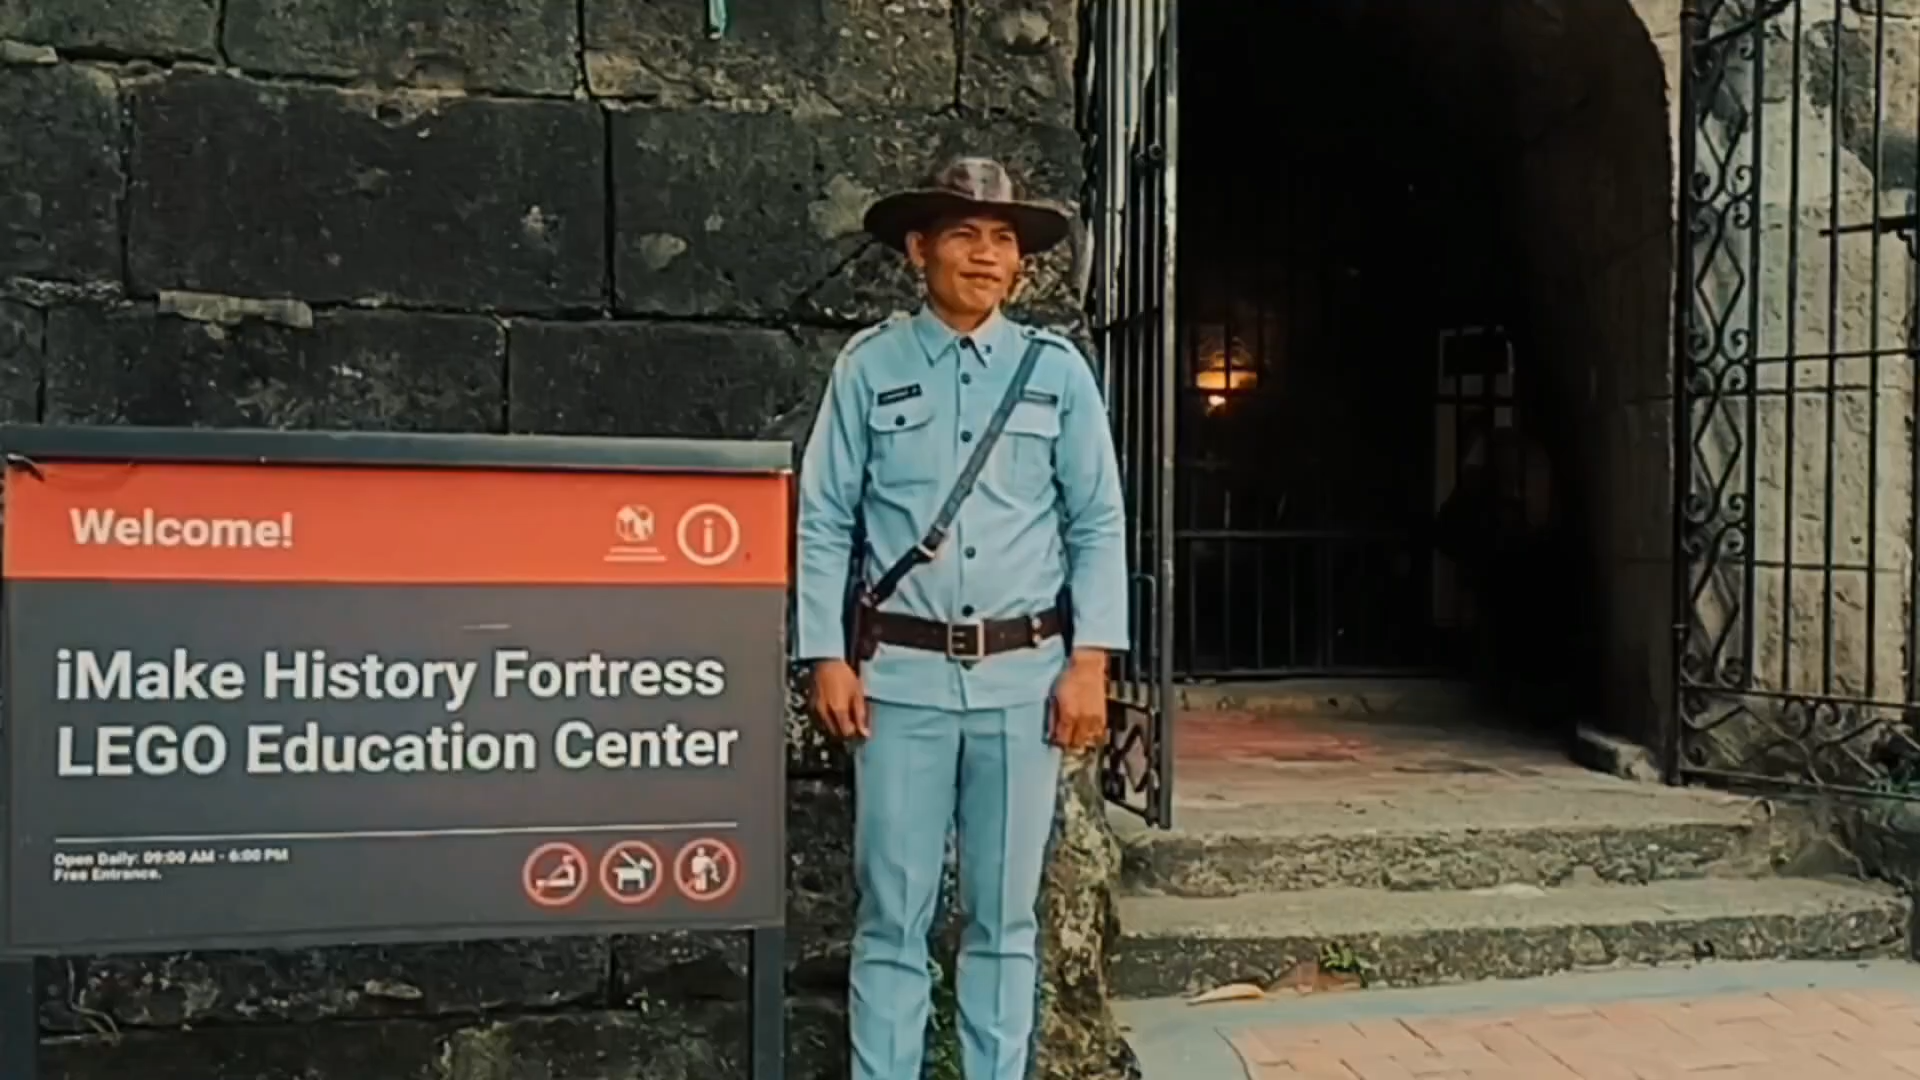 Welcome!
iMake History Fortress
LEGO Education Center
Open Daily: 09:00 AM - 6:00 PM
Free Entrance.